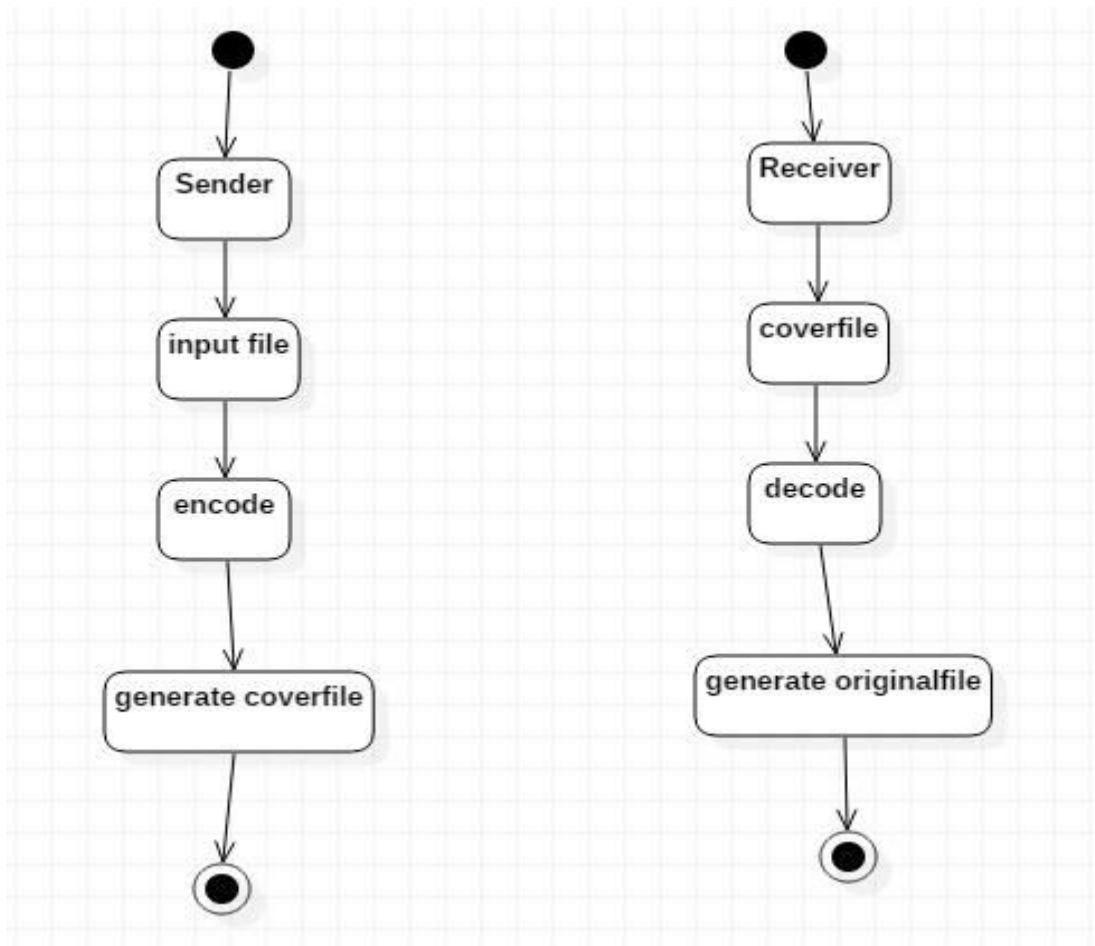 Sender
input file
encode
generate coverfile
Receiver
coverfile
decode
generate originalfile